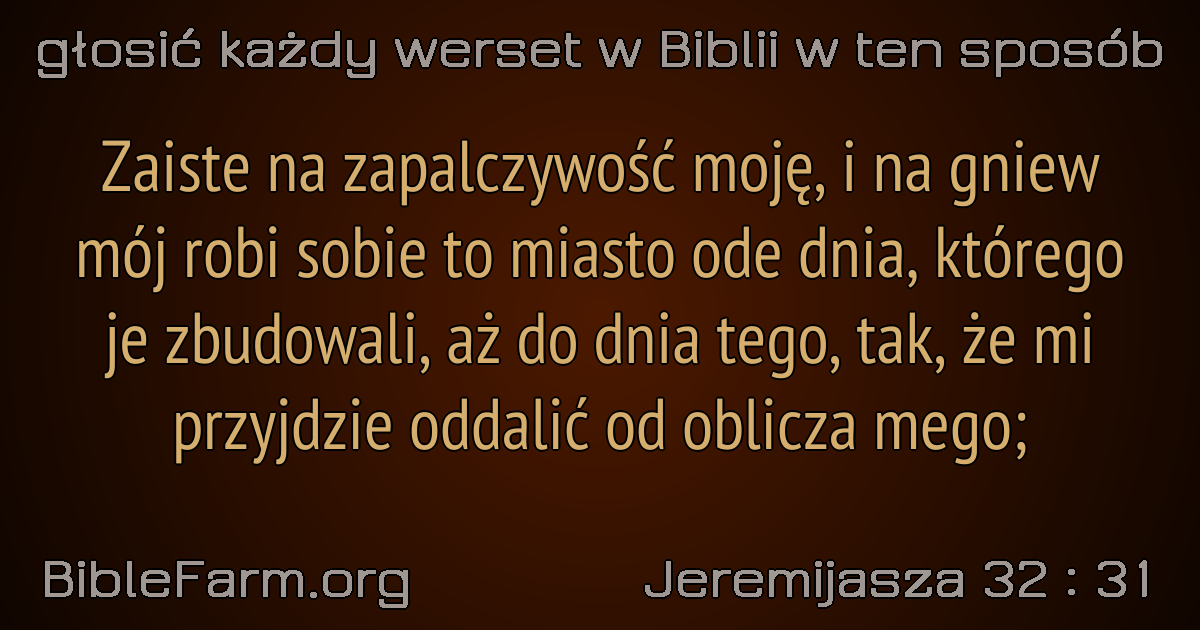 głosić każdy werset w Biblii w ten sposób
Zaiste na zapalczywość moję, i na gniew
mój robi sobie to miasto ode dnia, którego
je zbudowali, aż do dnia tego, tak, że mi
przyjdzie oddalić od oblicza mego;
BibleFarm.org
Jeremijasza 32 : 31